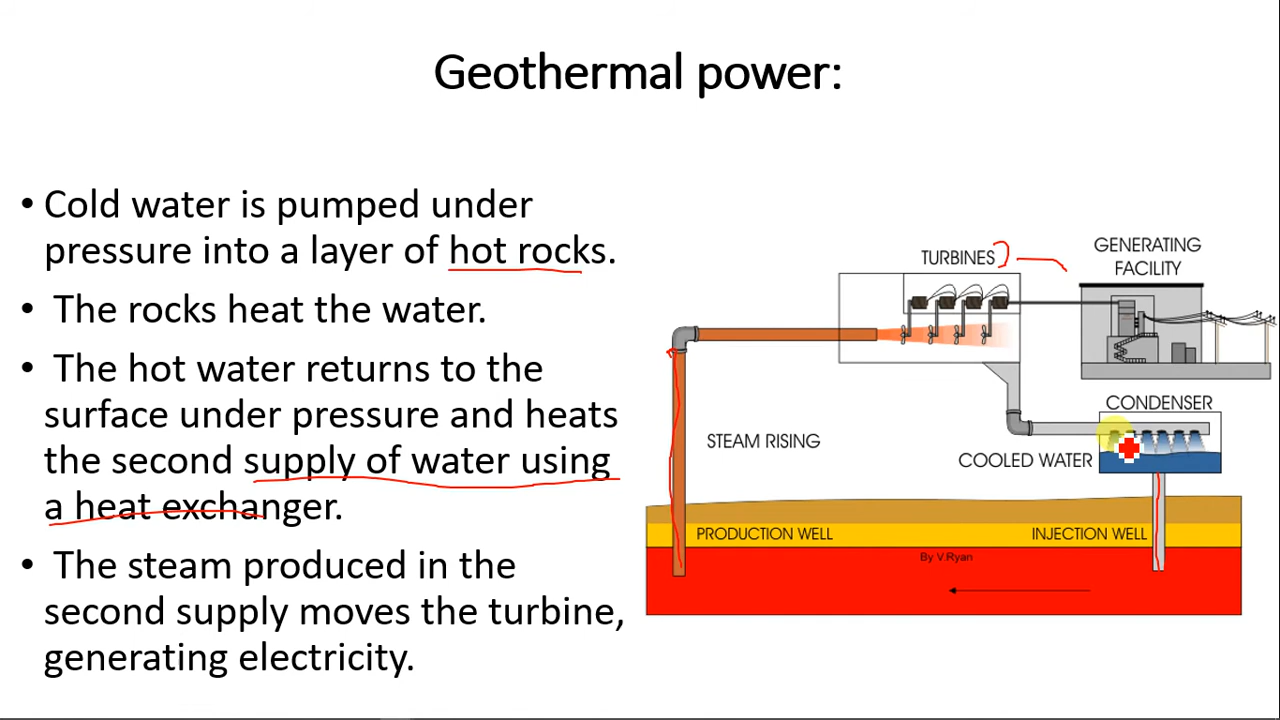 Geothermal power:
• Cold water is pumped under
pressure into a layer of hot rocks.
• The rocks heat the water.
• The hot water returns to the
surface under pressure and heats
the second supply of water using
a heat exchanger.
• The steam produced in the
second supply moves the turbine,
generating electricity.
TURBINES
GENERATING
FACILITY
CONDENSER
STEAM RISING
COOLED WATER
PRODUCTION WELL
INJECTION WELL
By V.Ryan